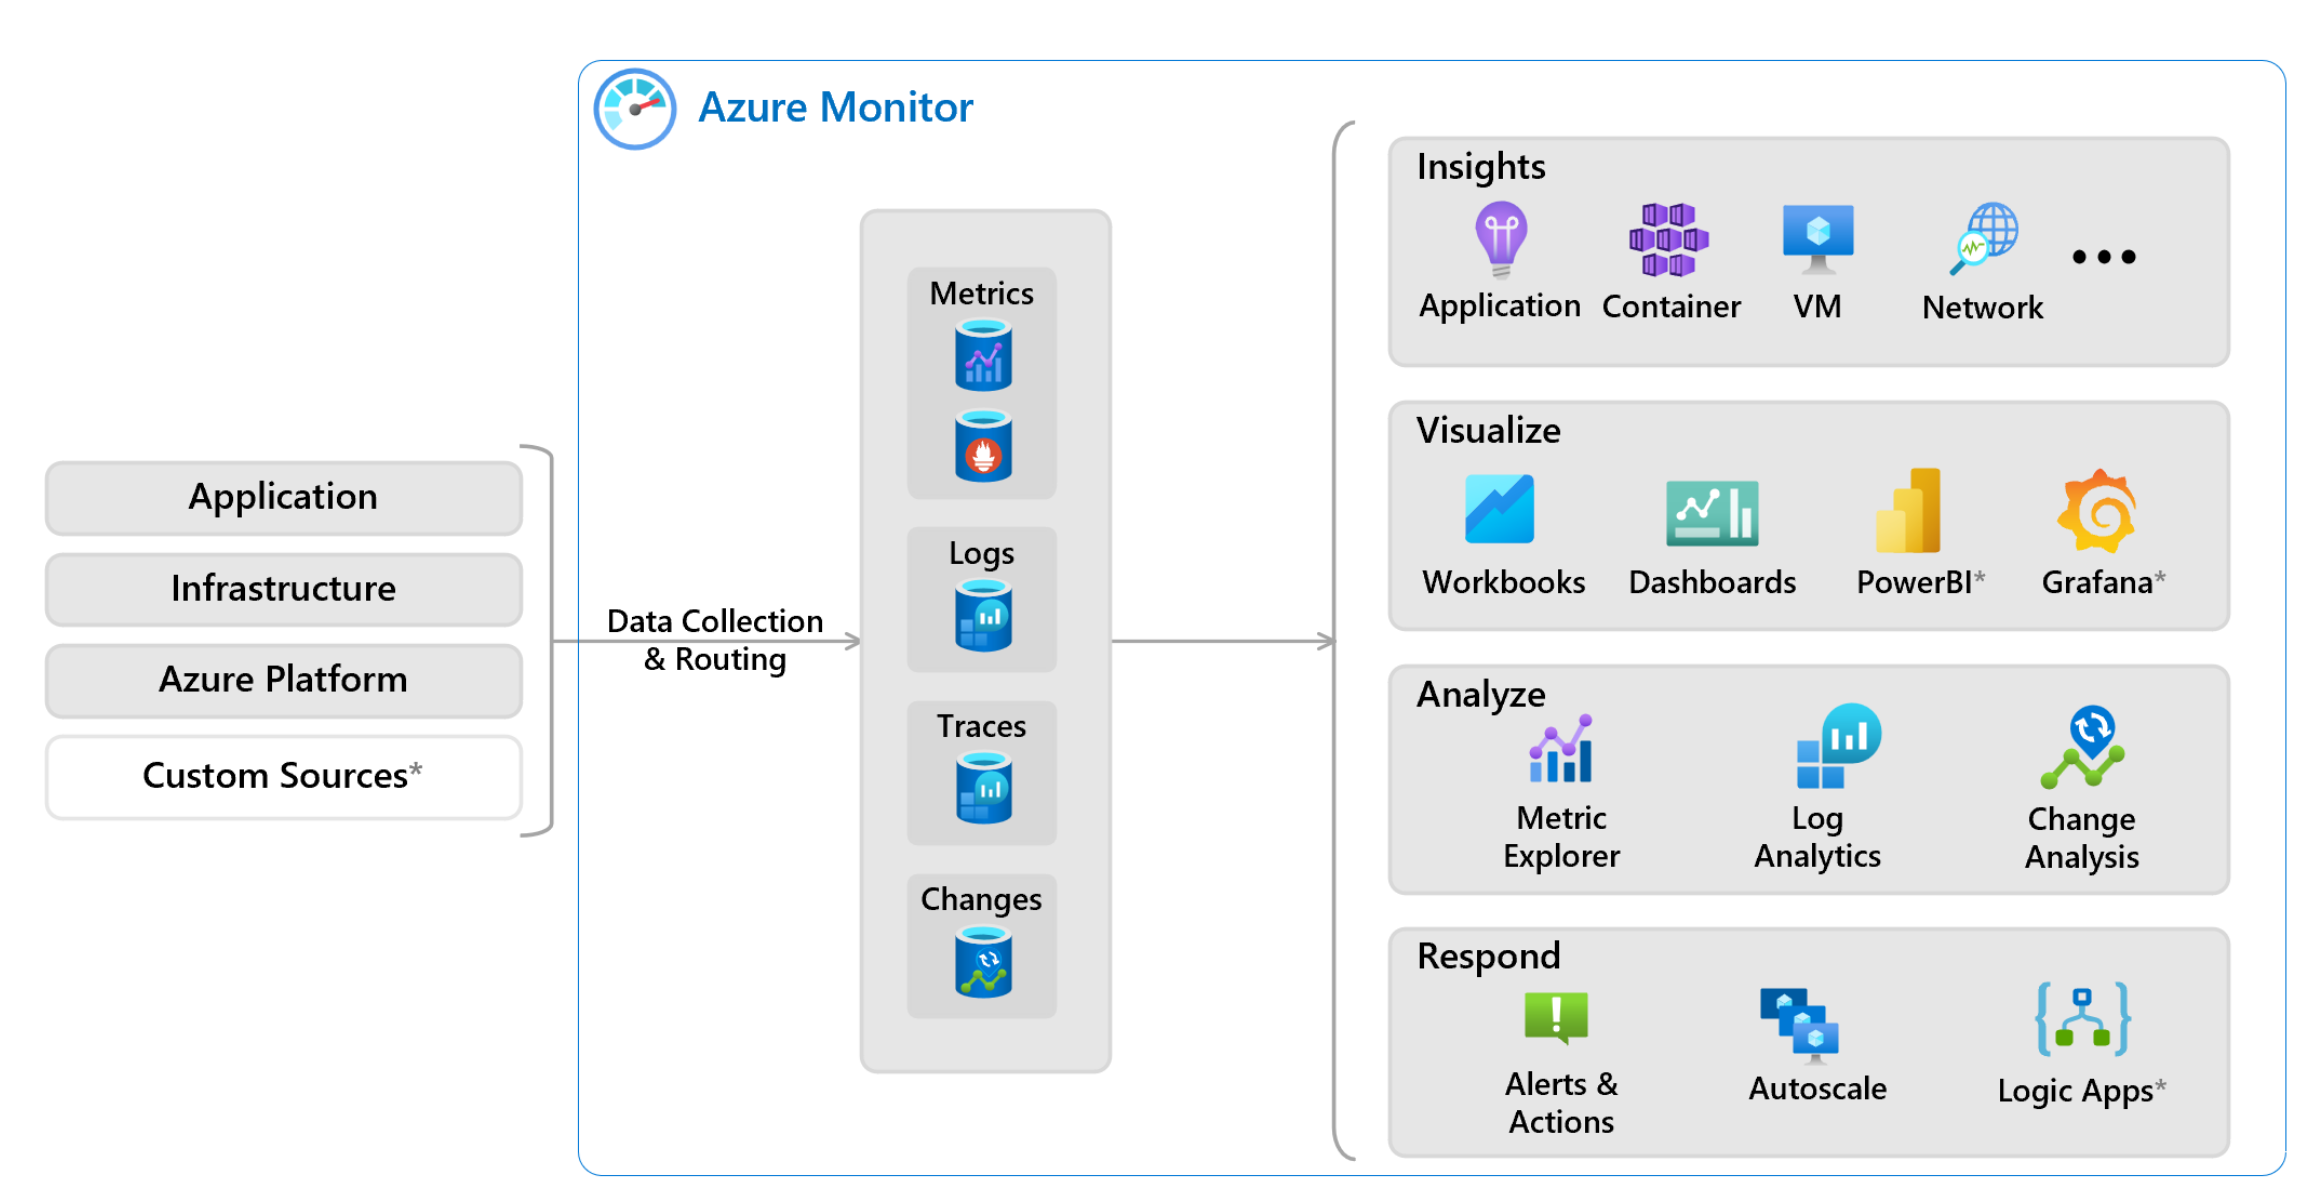 Azure Monitor
Application
Infrastructure
Azure Platform
Custom Sources*
Data Collection
& Routing
Metrics
Logs
Traces
Changes
Insights
Application
Container
VM
Network
Visualize
Workbooks
Dashboards
PowerBI*
Grafana*
Analyze
Metric
Explorer
Log
Analytics
Change
Analysis
Respond
Alerts &
Actions
Autoscale
Logic Apps*